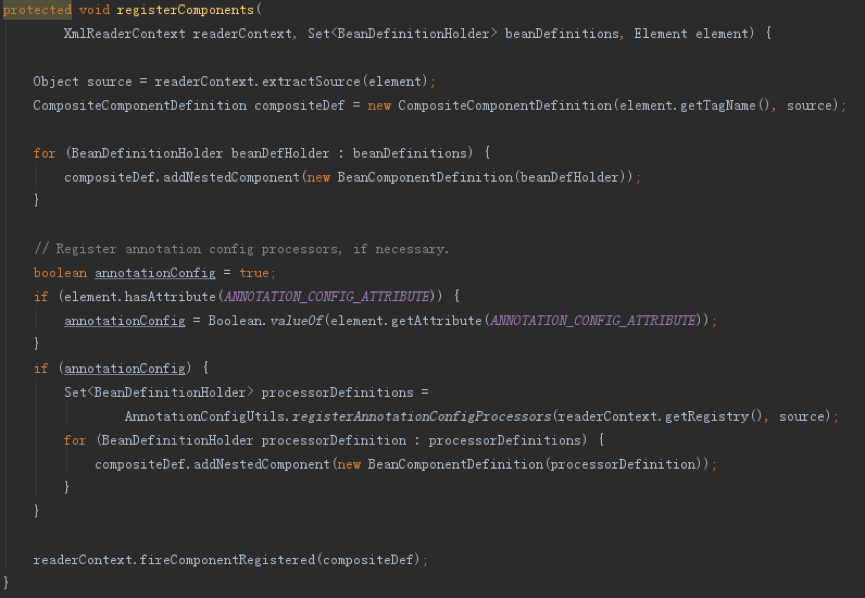 protected void registerComponents(
        XmlReaderContext readerContext, Set<BeanDefinitionHolder> beanDefinitions, Element element) {

    Object source = readerContext.extractSource(element);
    CompositeComponentDefinition compositeDef = new CompositeComponentDefinition(element.getTagName(), source);

    for (BeanDefinitionHolder beanDefHolder : beanDefinitions) {
        compositeDef.addNestedComponent(new BeanComponentDefinition(beanDefHolder));
    }

    // Register annotation config processors, if necessary.
    boolean annotationConfig = true;
    if (element.hasAttribute(ANNOTATION_CONFIG_ATTRIBUTE)) {
        annotationConfig = Boolean.valueOf(element.getAttribute(ANNOTATION_CONFIG_ATTRIBUTE));
    }
    if (annotationConfig) {
        Set<BeanDefinitionHolder> processorDefinitions =
                AnnotationConfigUtils.registerAnnotationConfigProcessors(readerContext.getRegistry(), source);
        for (BeanDefinitionHolder processorDefinition : processorDefinitions) {
            compositeDef.addNestedComponent(new BeanComponentDefinition(processorDefinition));
        }
    }

    readerContext.fireComponentRegistered(compositeDef);
}